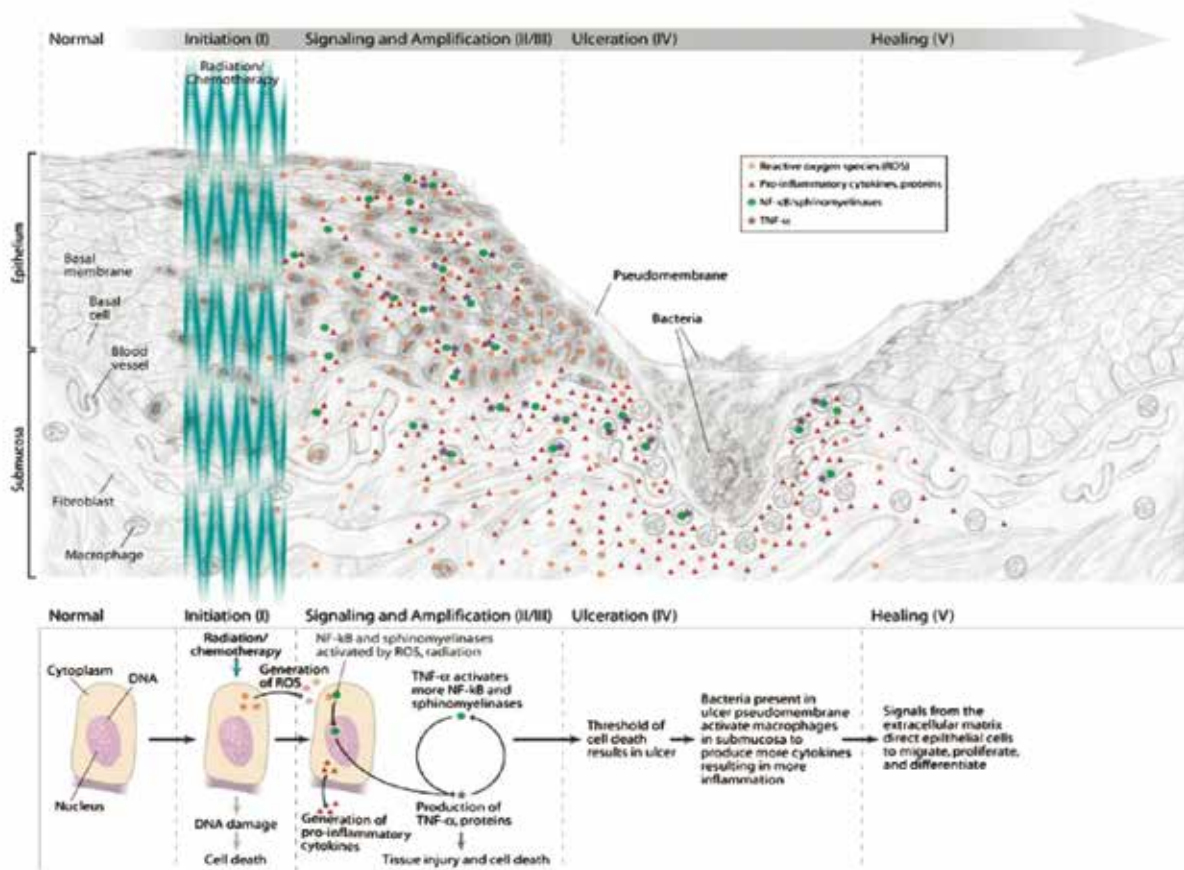 Normal
Initiation (I)
Signaling and Amplification (II/III)
Ulceration (IV)
Healing (V)
Radiation/
Chemotherapy
Reactive oxygen species (ROS)
Pro-inflammatory cytokines, proteins
NF-kB/sphinomyelinases
TNF-α
Epithelium
Submucosa
Basal
membrane
Basal
cell
Blood
vessel
Fibroblast
Macrophage
Pseudomembrane
Bacteria
Normal
Initiation (I)
Signaling and Amplification (II/III)
Ulceration (IV)
Healing (V)
Cytoplasm
DNA
Nucleus
Radiation/
chemotherapy
Generation
of ROS
DNA damage
Cell death
NF-kB and sphinomyelinases
activated by ROS, radiation
Generation of
pro-inflammatory
cytokines
TNF-α activates
more NF-kB and
sphinomyelinases
Production of
TNF-α, proteins
Tissue injury and cell death
Threshold of
cell death
results in ulcer
Bacteria present in
ulcer pseudomembrane
activate macrophages
in submucosa to
produce more cytokines
resulting in more
inflammation
Signals from the
extracellular matrix
direct epithelial cells
to migrate, proliferate,
and differentiate